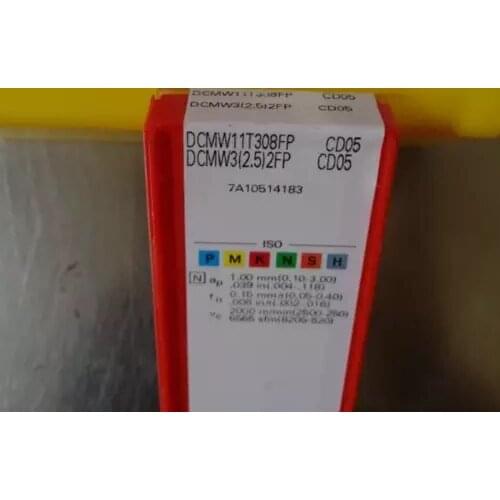 DCMW11T308FP CD05
DCMW3(2.5)2FP CD05
DCMW11T308FP CD05
DCMW3(2.5)2FP CD05
7A10514183
ISO
P M K N S H
N ap 1.00 mm(0.10-3.00)
.039 in(.004-.118)
fn 0.15 mm/r(0.05-0.40)
.006 in/r(.002-.016)
vc 2000 m/min(2500-250)
6565 sfm(8205-820)